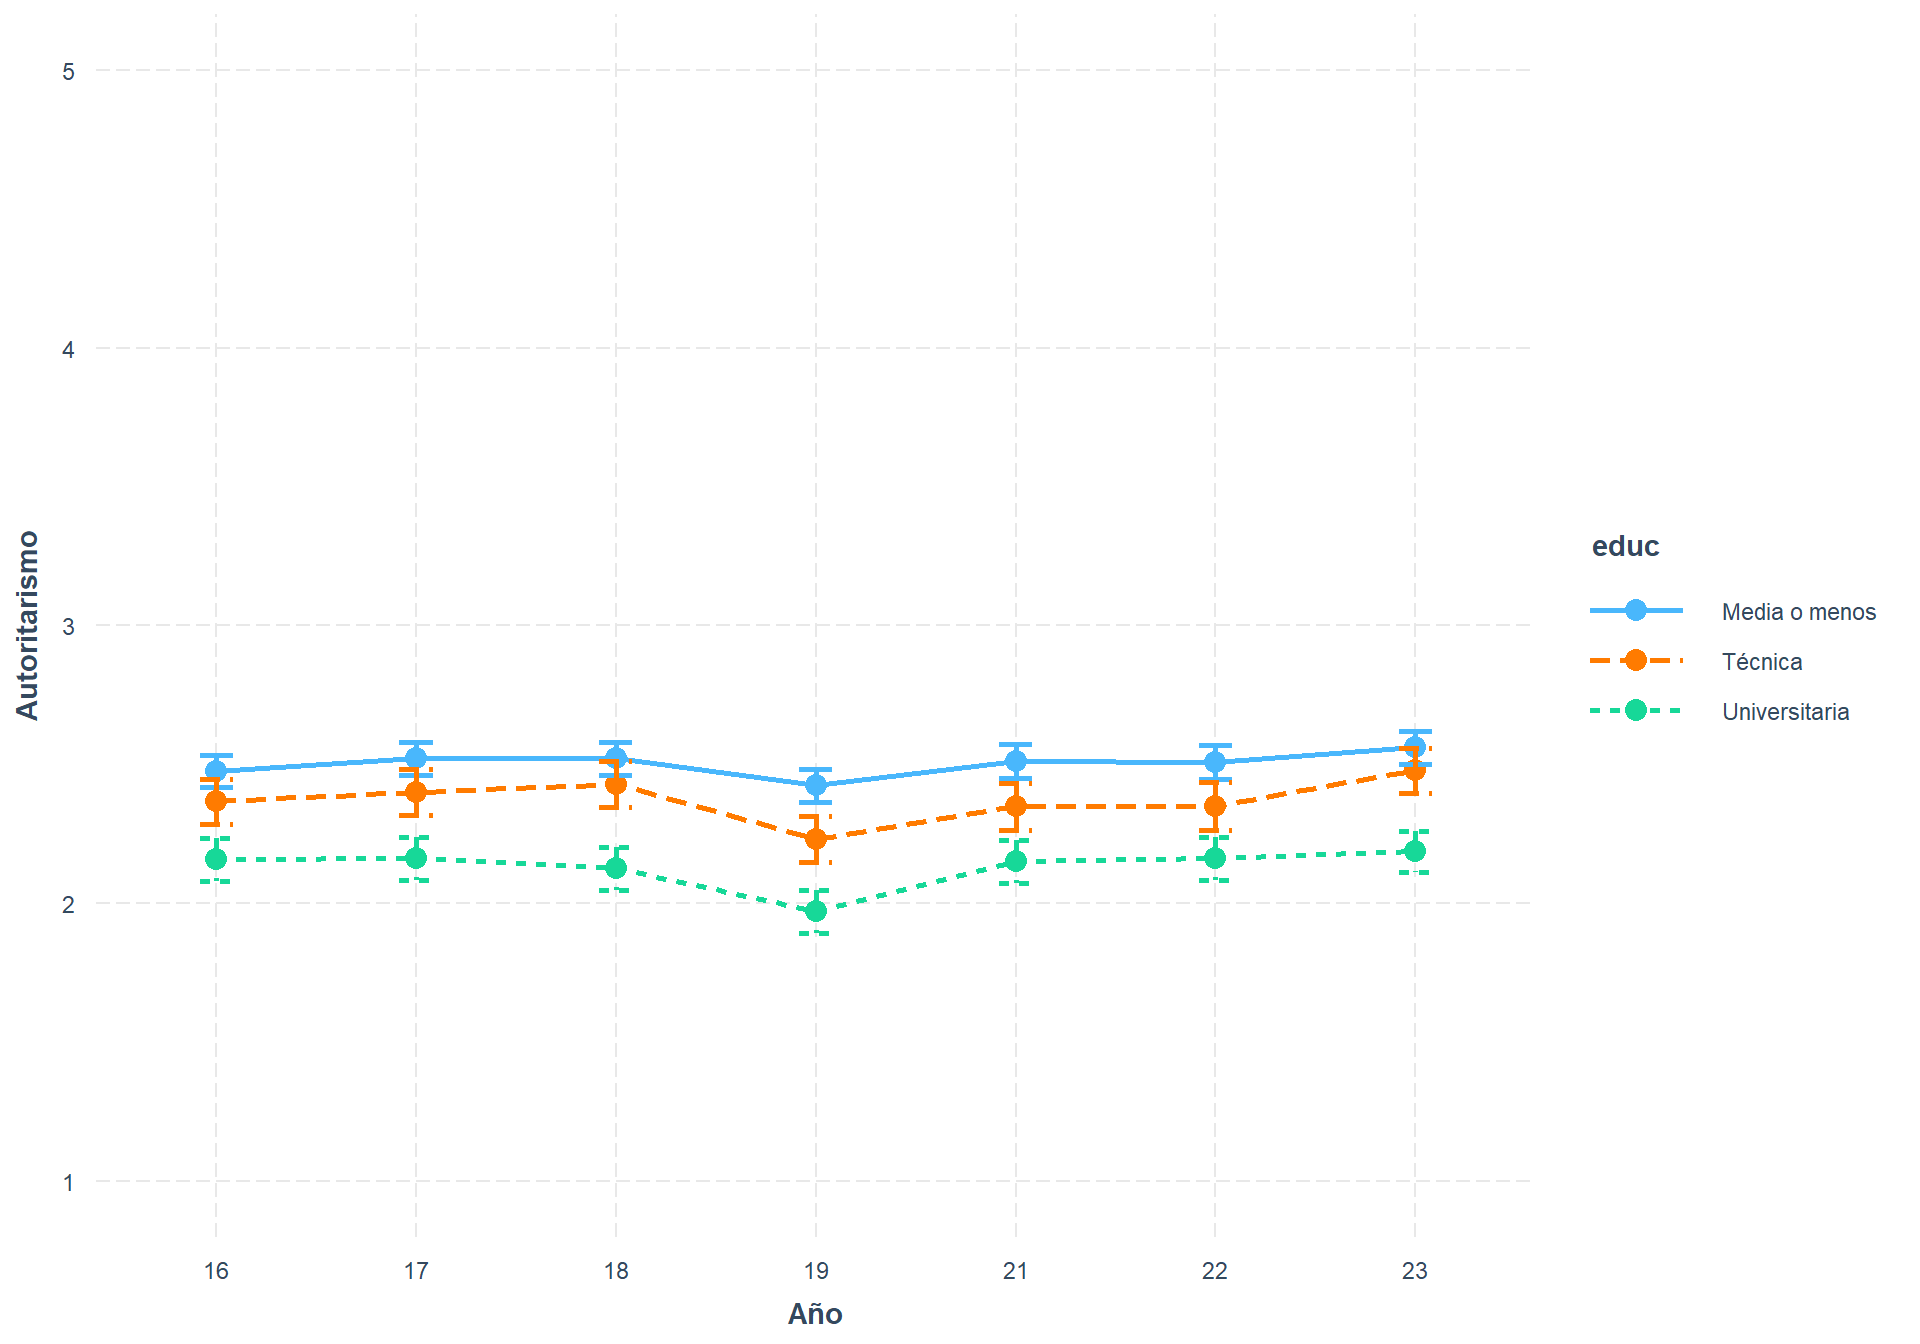 5
4
3
2
1
Autoritarismo
16 17 18 19 21 22 23
Año
educ
Media o menos
Técnica
Universitaria